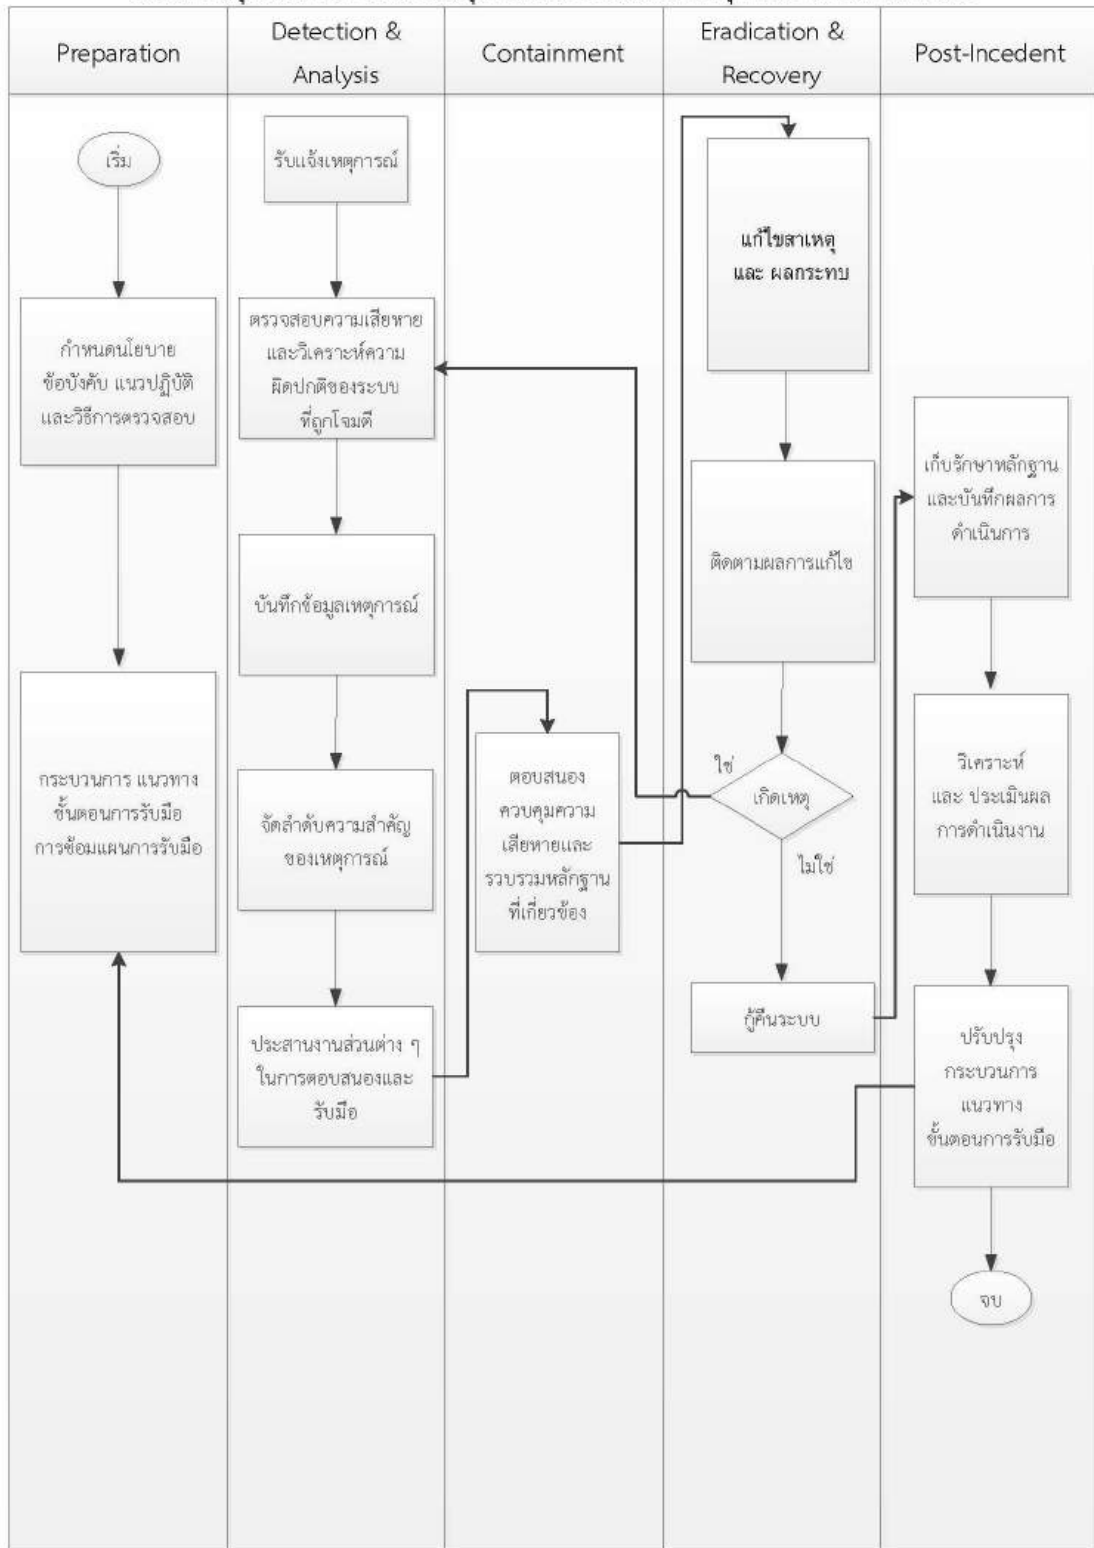 Preparation
Detection &
Analysis
Containment
Eradication &
Recovery
Post-Incedent
เริ่ม
กำหนดนโยบาย
ข้อบังคับ แนวปฏิบัติ
และวิธีการตรวจสอบ
กระบวนการ แนวทาง
ขั้นตอนการรับมือ
การซ้อมแผนการรับมือ
รับแจ้งเหตุการณ์
ตรวจสอบความเสียหาย
และวิเคราะห์ความ
ผิดปกติของระบบ
ที่ถูกโจมตี
บันทึกข้อมูลเหตุการณ์
จัดลำดับความสำคัญ
ของเหตุการณ์
ประสานงานส่วนต่าง ๆ
ในการตอบสนองและ
รับมือ
ตอบสนอง
ควบคุมความ
เสียหายและ
รวบรวมหลักฐาน
ที่เกี่ยวข้อง
แก้ไขสาเหตุ
และ ผลกระทบ
ติดตามผลการแก้ไข
ใช่
เกิดเหตุ
ไม่ใช่
กู้คืนระบบ
เก็บรักษาหลักฐาน
และบันทึกผลการ
ดำเนินการ
วิเคราะห์
และ ประเมินผล
การดำเนินงาน
ปรับปรุง
กระบวนการ
แนวทาง
ขั้นตอนการรับมือ
จบ